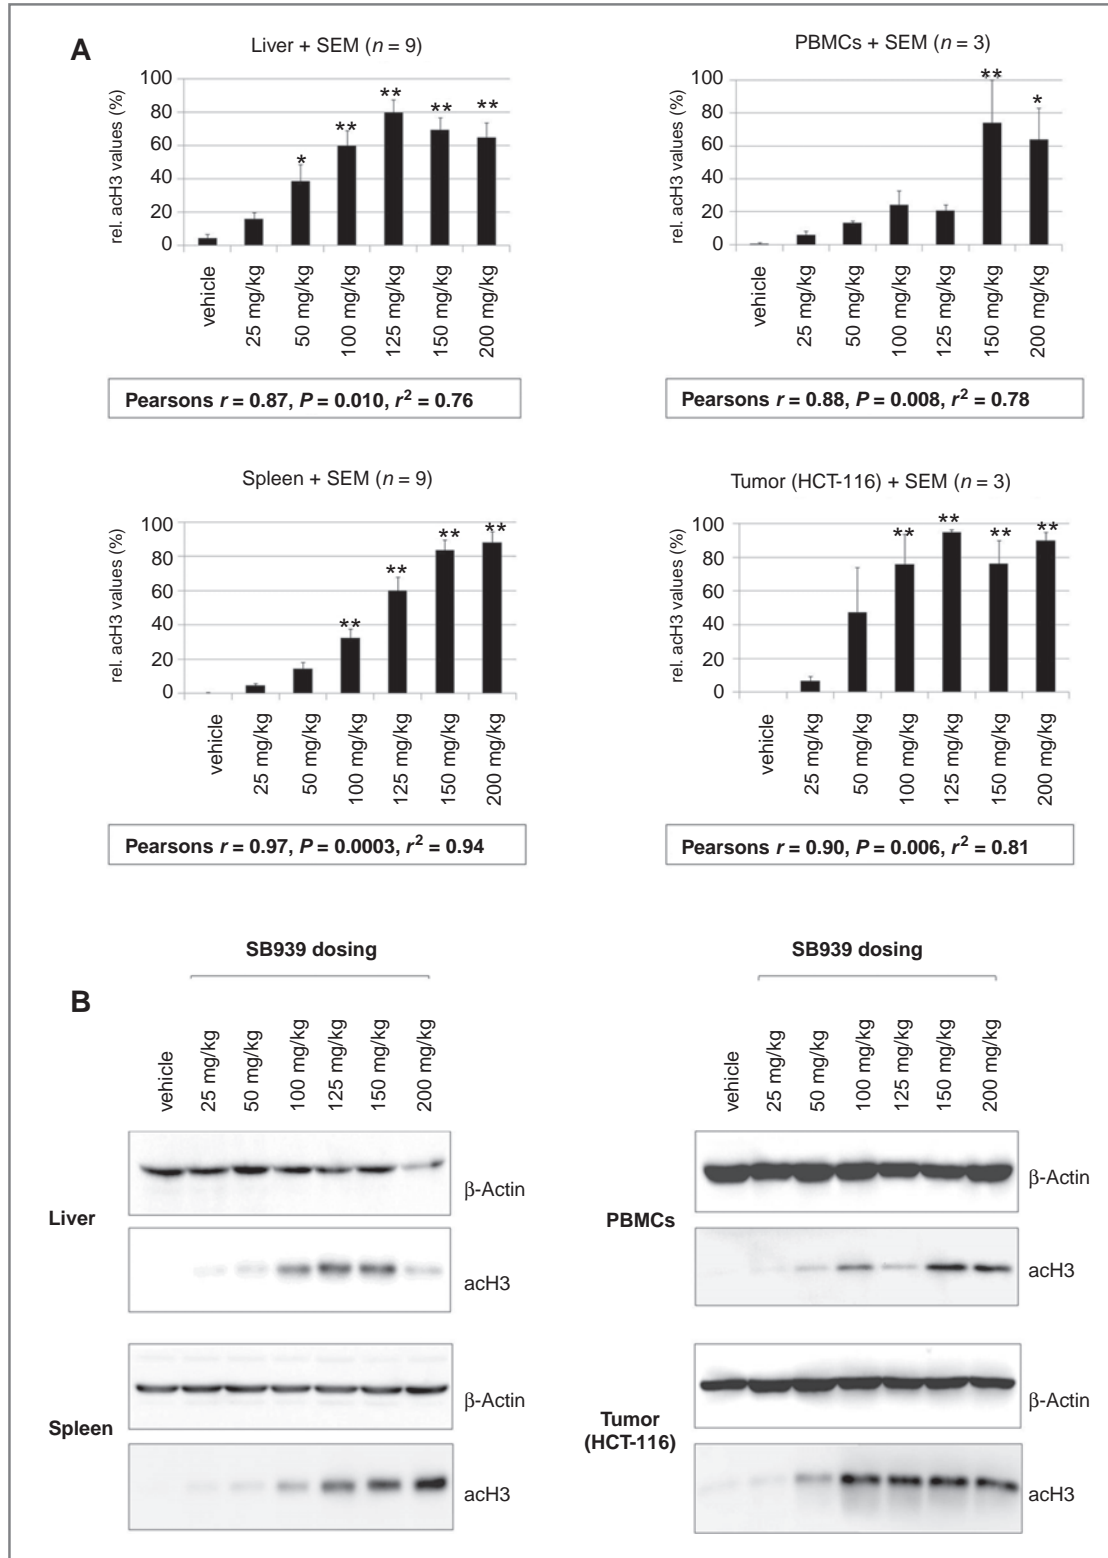 A
Liver + SEM (n = 9)
rel. acH3 values (%)
100
80
60
40
20
0
*
**
**
**
**
vehicle
25 mg/kg
50 mg/kg
100 mg/kg
125 mg/kg
150 mg/kg
200 mg/kg
Pearsons r = 0.87, P = 0.010, r² = 0.76
PBMCs + SEM (n = 3)
rel. acH3 values (%)
100
80
60
40
20
0
**
*
vehicle
25 mg/kg
50 mg/kg
100 mg/kg
125 mg/kg
150 mg/kg
200 mg/kg
Pearsons r = 0.88, P = 0.008, r² = 0.78
Spleen + SEM (n = 9)
rel. acH3 values (%)
100
80
60
40
20
0
**
**
**
**
vehicle
25 mg/kg
50 mg/kg
100 mg/kg
125 mg/kg
150 mg/kg
200 mg/kg
Pearsons r = 0.97, P = 0.0003, r² = 0.94
Tumor (HCT-116) + SEM (n = 3)
rel. acH3 values (%)
100
80
60
40
20
0
**
**
**
**
vehicle
25 mg/kg
50 mg/kg
100 mg/kg
125 mg/kg
150 mg/kg
200 mg/kg
Pearsons r = 0.90, P = 0.006, r² = 0.81
B
SB939 dosing
vehicle
25 mg/kg
50 mg/kg
100 mg/kg
125 mg/kg
150 mg/kg
200 mg/kg
Liver
β-Actin
acH3
Spleen
β-Actin
acH3
SB939 dosing
vehicle
25 mg/kg
50 mg/kg
100 mg/kg
125 mg/kg
150 mg/kg
200 mg/kg
PBMCs
β-Actin
acH3
Tumor
(HCT-116)
β-Actin
acH3